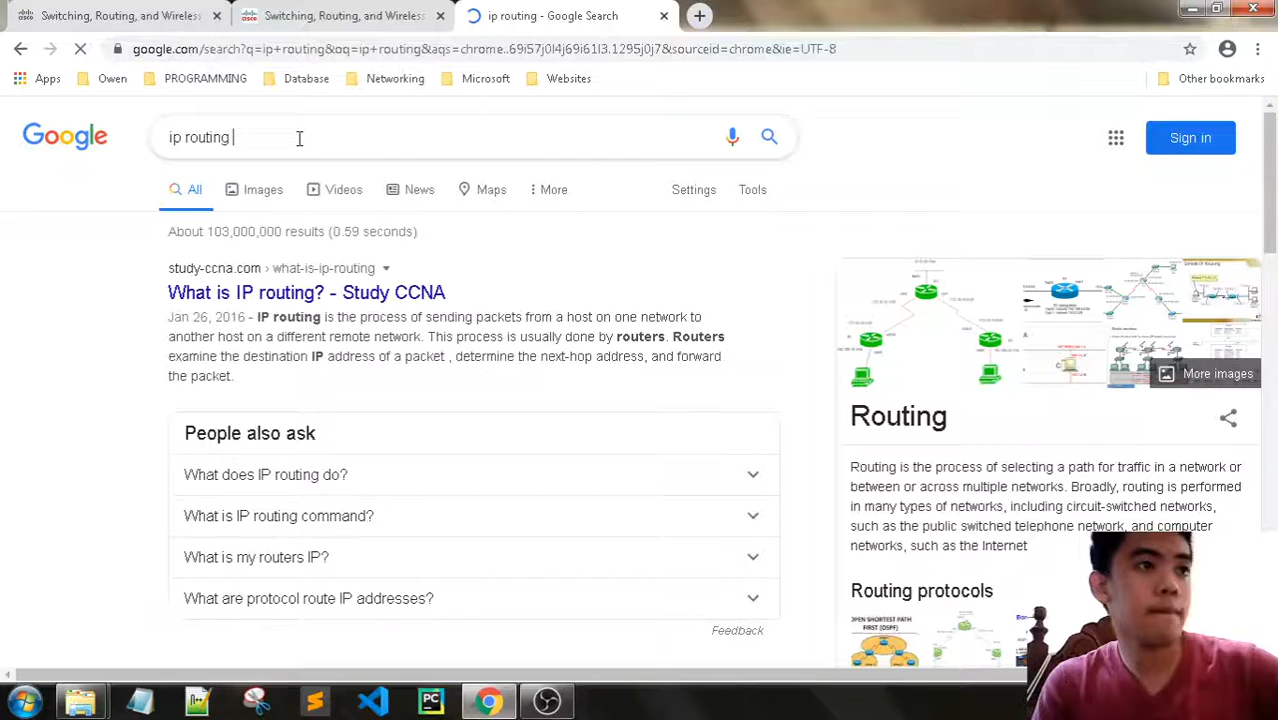 Switching, Routing, and Wireless
Switching, Routing, and Wireless
ip routing - Google Search
google.com/search?q=ip+routing&oq=ip+routing&aqs=chrome..69i57j0l4j69i61l3.1295j0j7&sourceid=chrome&ie=UTF-8
Apps
Owen
PROGRAMMING
Database
Networking
Microsoft
Websites
Other bookmarks
Google
ip routing
Sign in
All
Images
Videos
News
Maps
More
Settings
Tools
About 103,000,000 results (0.59 seconds)
study-ccna.com › what-is-ip-routing
What is IP routing? - Study CCNA
Jan 26, 2016 - IP routing is the process of sending packets from a host on one network to
another host on a different remote network. This process is usually done by routers. Routers
examine the destination IP address of a packet , determine the next-hop address, and forward
the packet.
People also ask
What does IP routing do?
What is IP routing command?
What is my routers IP?
What are protocol route IP addresses?
Feedback
More images
Routing
Routing is the process of selecting a path for traffic in a network or
between or across multiple networks. Broadly, routing is performed
in many types of networks, including circuit-switched networks,
such as the public switched telephone network, and computer
networks, such as the Internet
Routing protocols
OPEN SHORTEST PATH
FIRST (OSPF)
PC